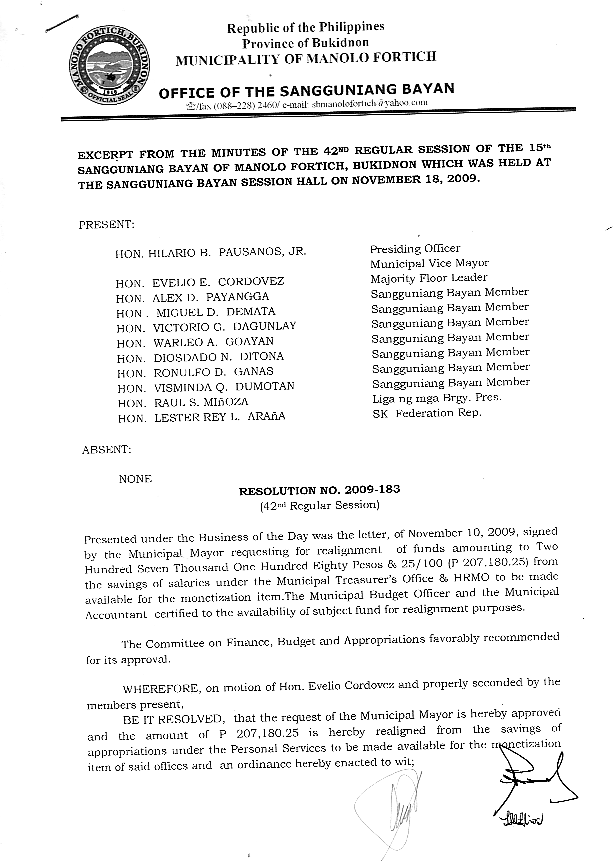 Republic of the Philippines
Province of Bukidnon
MUNICIPALITY OF MANOLO FORTICH
MANOLO FORTICH, BUKIDNON
OFFICIAL SEAL
OFFICE OF THE SANGGUNIANG BAYAN
☏/fax (088–228) 2460/ e-mail: sbmanolofortich@yahoo.com
EXCERPT FROM THE MINUTES OF THE 42ND REGULAR SESSION OF THE 15th
SANGGUNIANG BAYAN OF MANOLO FORTICH, BUKIDNON WHICH WAS HELD AT
THE SANGGUNIANG BAYAN SESSION HALL ON NOVEMBER 18, 2009.
PRESENT:
HON. HILARIO B. PAUSANOS, JR. Presiding Officer
Municipal Vice Mayor
HON. EVELIO E. CORDOVEZ Majority Floor Leader
HON. ALEX D. PAYANGGA Sangguniang Bayan Member
HON . MIGUEL D. DEMATA Sangguniang Bayan Member
HON. VICTORIO G. DAGUNLAY Sangguniang Bayan Member
HON. WARLEO A. GOAYAN Sangguniang Bayan Member
HON. DIOSDADO N. DITONA Sangguniang Bayan Member
HON. RONULFO D. GANAS Sangguniang Bayan Member
HON. VISMINDA Q. DUMOTAN Sangguniang Bayan Member
HON. RAUL S. MIñOZA Liga ng mga Brgy. Pres.
HON. LESTER REY L. ARAñA SK Federation Rep.
ABSENT:
NONE
RESOLUTION NO. 2009-183
(42nd Regular Session)
Presented under the Business of the Day was the letter, of November 10, 2009, signed
by the Municipal Mayor requesting for realignment of funds amounting to Two
Hundred Seven Thousand One Hundred Eighty Pesos & 25/100 (P 207,180.25) from
the savings of salaries under the Municipal Treasurer's Office & HRMO to be made
available for the monetization item.The Municipal Budget Officer and the Municipal
Accountant certified to the availability of subject fund for realignment purposes.
The Committee on Finance, Budget and Appropriations favorably recommended
for its approval.
WHEREFORE, on motion of Hon. Evelio Cordovez and properly seconded by the
members present,
BE IT RESOLVED, that the request of the Municipal Mayor is hereby approved
and the amount of P 207,180.25 is hereby realigned from the savings of
appropriations under the Personal Services to be made available for the monetization
item of said offices and an ordinance hereby enacted to wit;